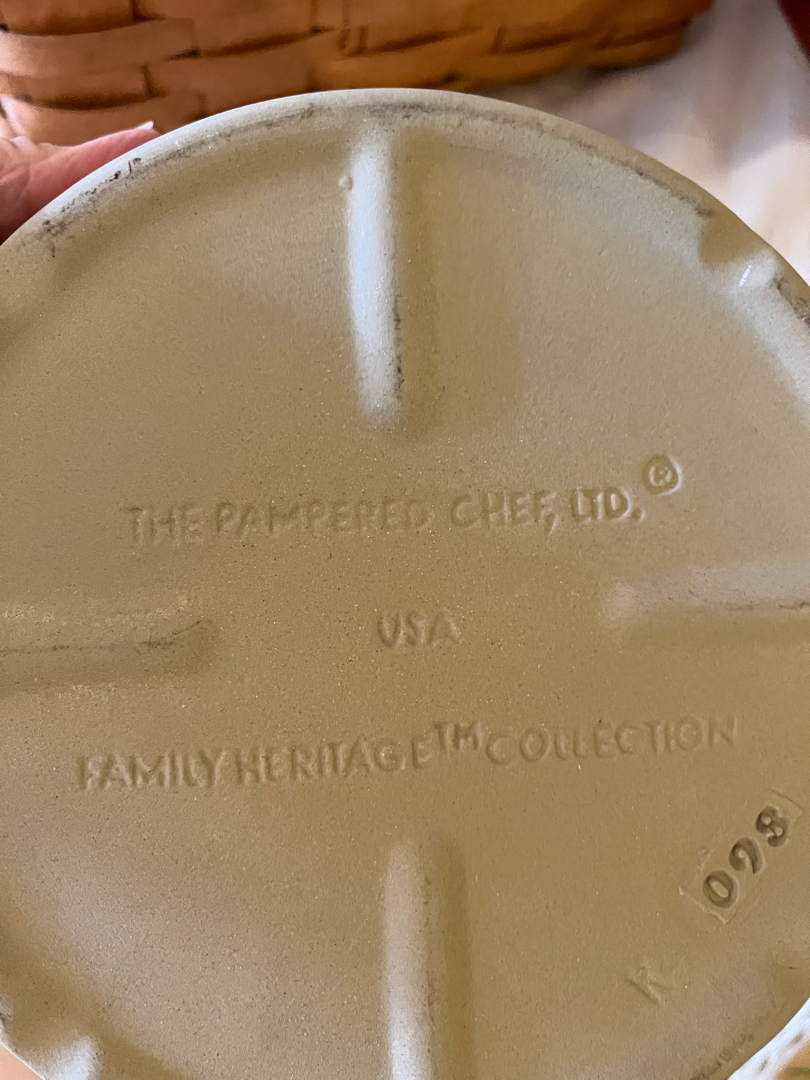 THE PAMPERED CHEF, LTD.®
USA
FAMILY HERITAGE™ COLLECTION
098
K